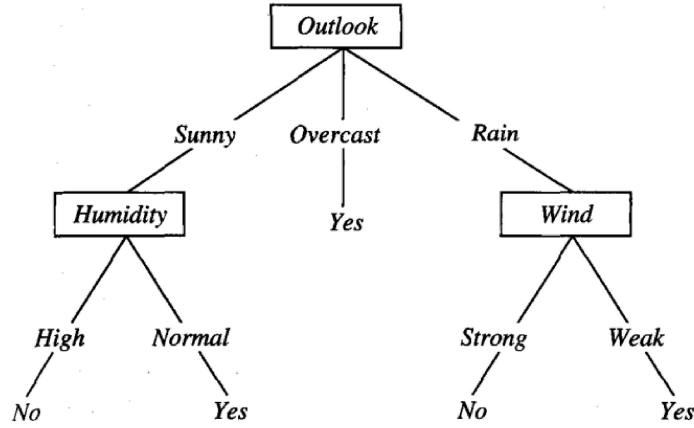 Outlook
Sunny Overcast Rain
Humidity Yes Wind
High Normal Strong Weak
No Yes No Yes